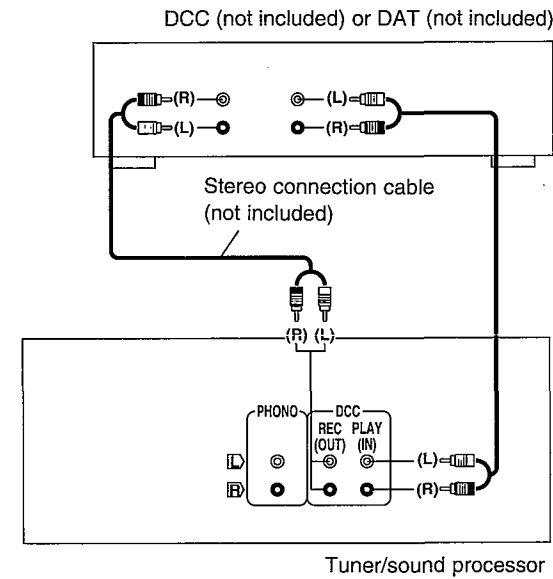 DCC (not included) or DAT (not included)
(R) (L)
(L) (R)
Stereo connection cable
(not included)
(R) (L)
PHONO DCC
REC PLAY
(OUT) (IN)
L (L)
R (R)
Tuner/sound processor